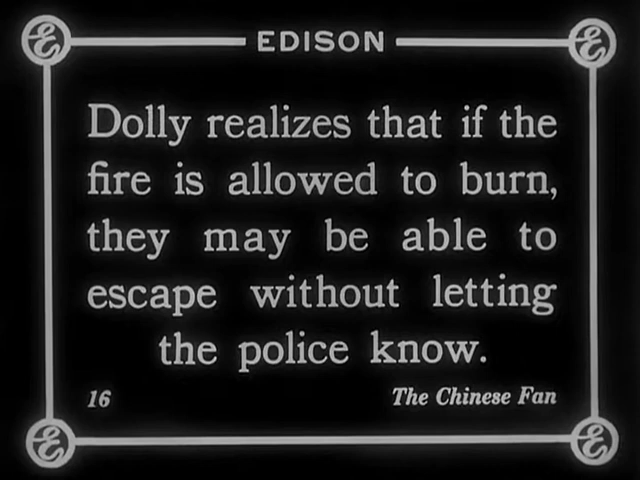 EDISON
Dolly realizes that if the
fire is allowed to burn,
they may be able to
escape without letting
the police know.
16 The Chinese Fan